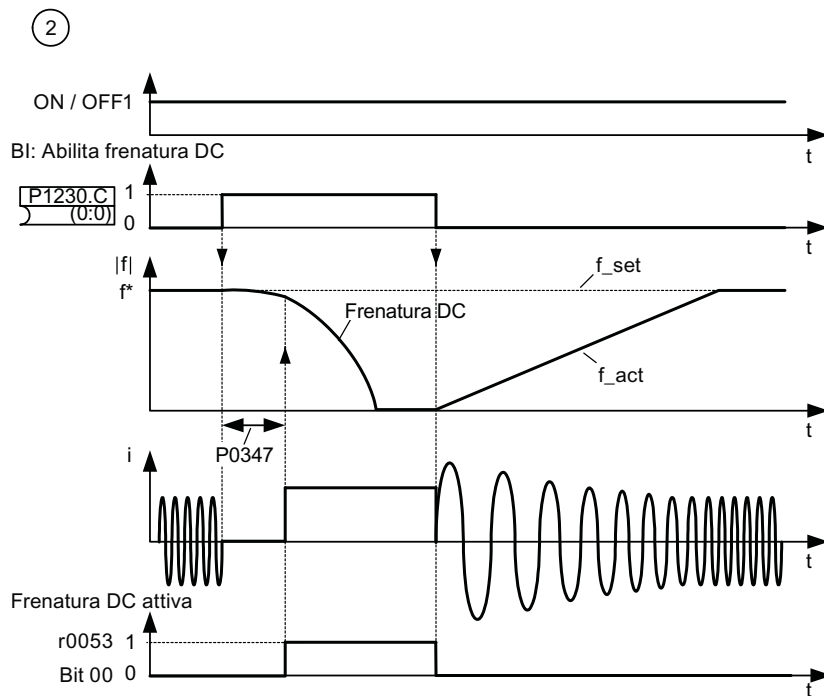 2
ON / OFF1
t
BI: Abilita frenatura DC
P1230.C
(0:0)
1
0
t
|f|
f*
f_set
Frenatura DC
f_act
t
P0347
i
t
Frenatura DC attiva
r0053 1
Bit 00 0
t